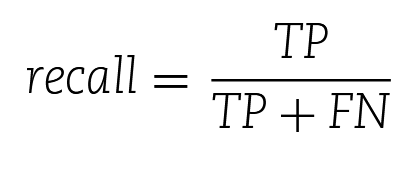 recall = TP / TP + FN